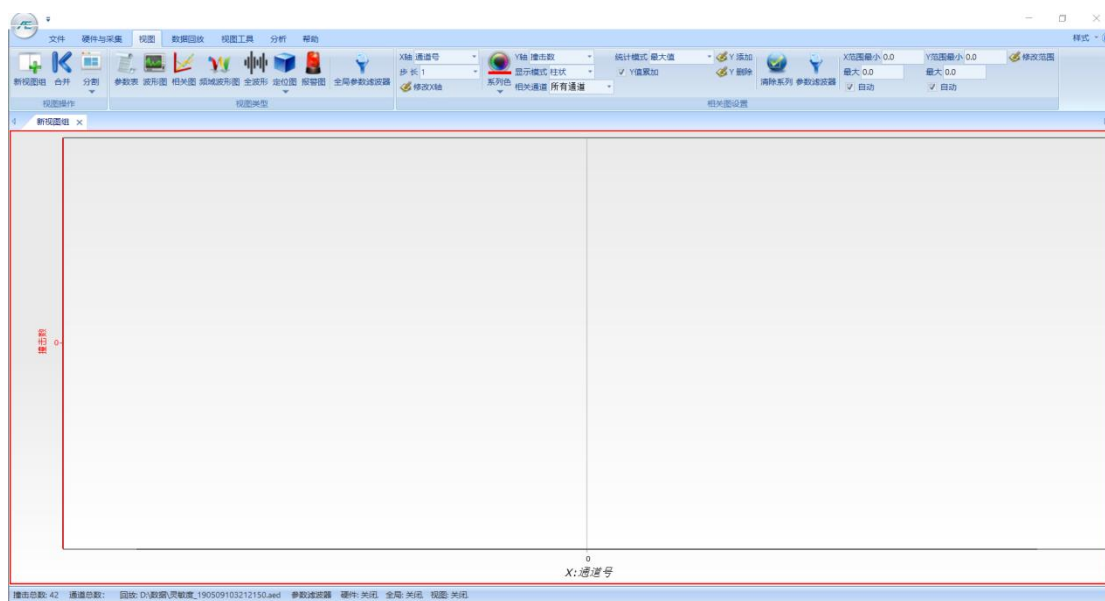 文件 硬件与采集 视图 数据回放 视图工具 分析 帮助 样式
X轴 通道号 Y轴 撞击数 统计模式 最大值 Y 添加 X范围最小 0.0 Y范围最小 0.0 修改范围
步 长 1 显示模式 柱状 Y值累加 Y 删除 最大 0.0 最大 0.0
新视图组 合并 分割 参数表 波形图 相关图 频域波形图 全波形 定位图 报警图 全局参数滤波器 修改X轴 系列色 相关通道 所有通道 清除系列 参数滤波器 自动 自动
视图操作 视图类型 相关图设置
新视图组
撞击数
0
0
X:通道号
撞击总数: 42 通道总数: 回放: D:\数据\灵敏度_190509103212150.aed 参数滤波器 硬件: 关闭 全局: 关闭 视图: 关闭